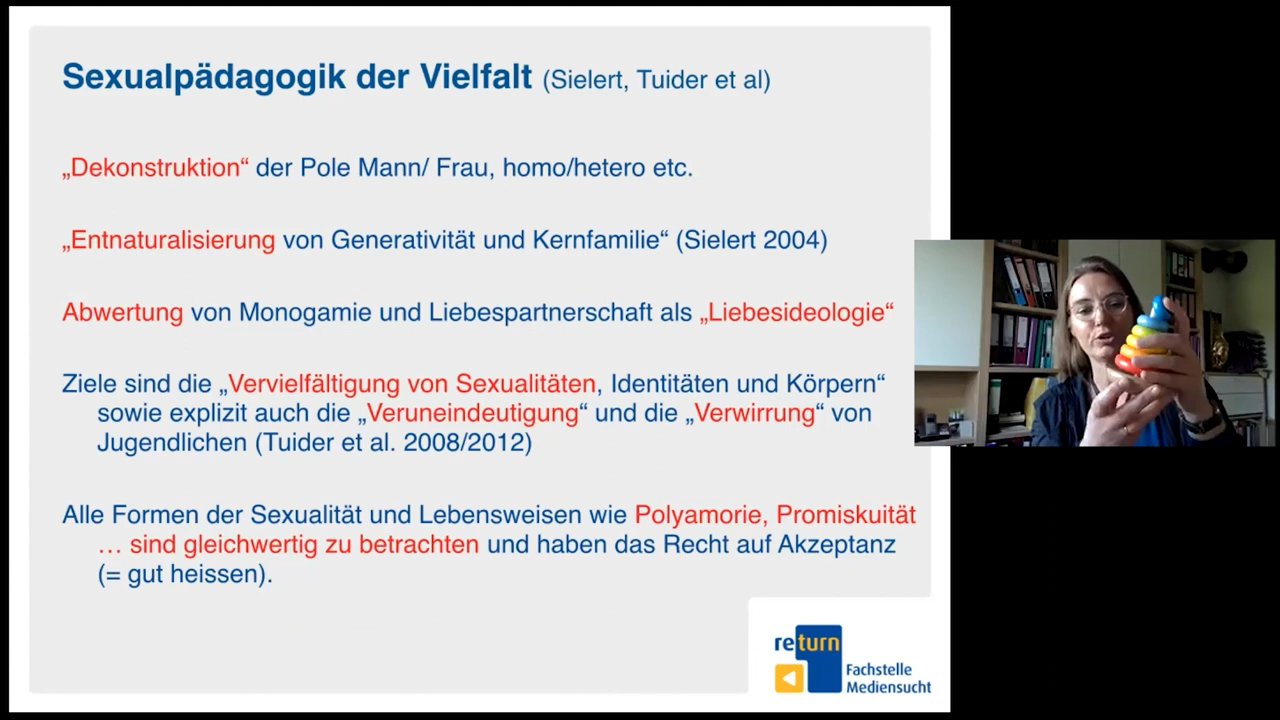 Sexualpädagogik der Vielfalt (Sielert, Tuider et al)
„Dekonstruktion“ der Pole Mann/ Frau, homo/hetero etc.
„Entnaturalisierung von Generativität und Kernfamilie“ (Sielert 2004)
Abwertung von Monogamie und Liebespartnerschaft als „Liebesideologie“
Ziele sind die „Vervielfältigung von Sexualitäten, Identitäten und Körpern“
sowie explizit auch die „Veruneindeutigung“ und die „Verwirrung“ von
Jugendlichen (Tuider et al. 2008/2012)
Alle Formen der Sexualität und Lebensweisen wie Polyamorie, Promiskuität
… sind gleichwertig zu betrachten und haben das Recht auf Akzeptanz
(= gut heissen).
return
Fachstelle
Mediensucht